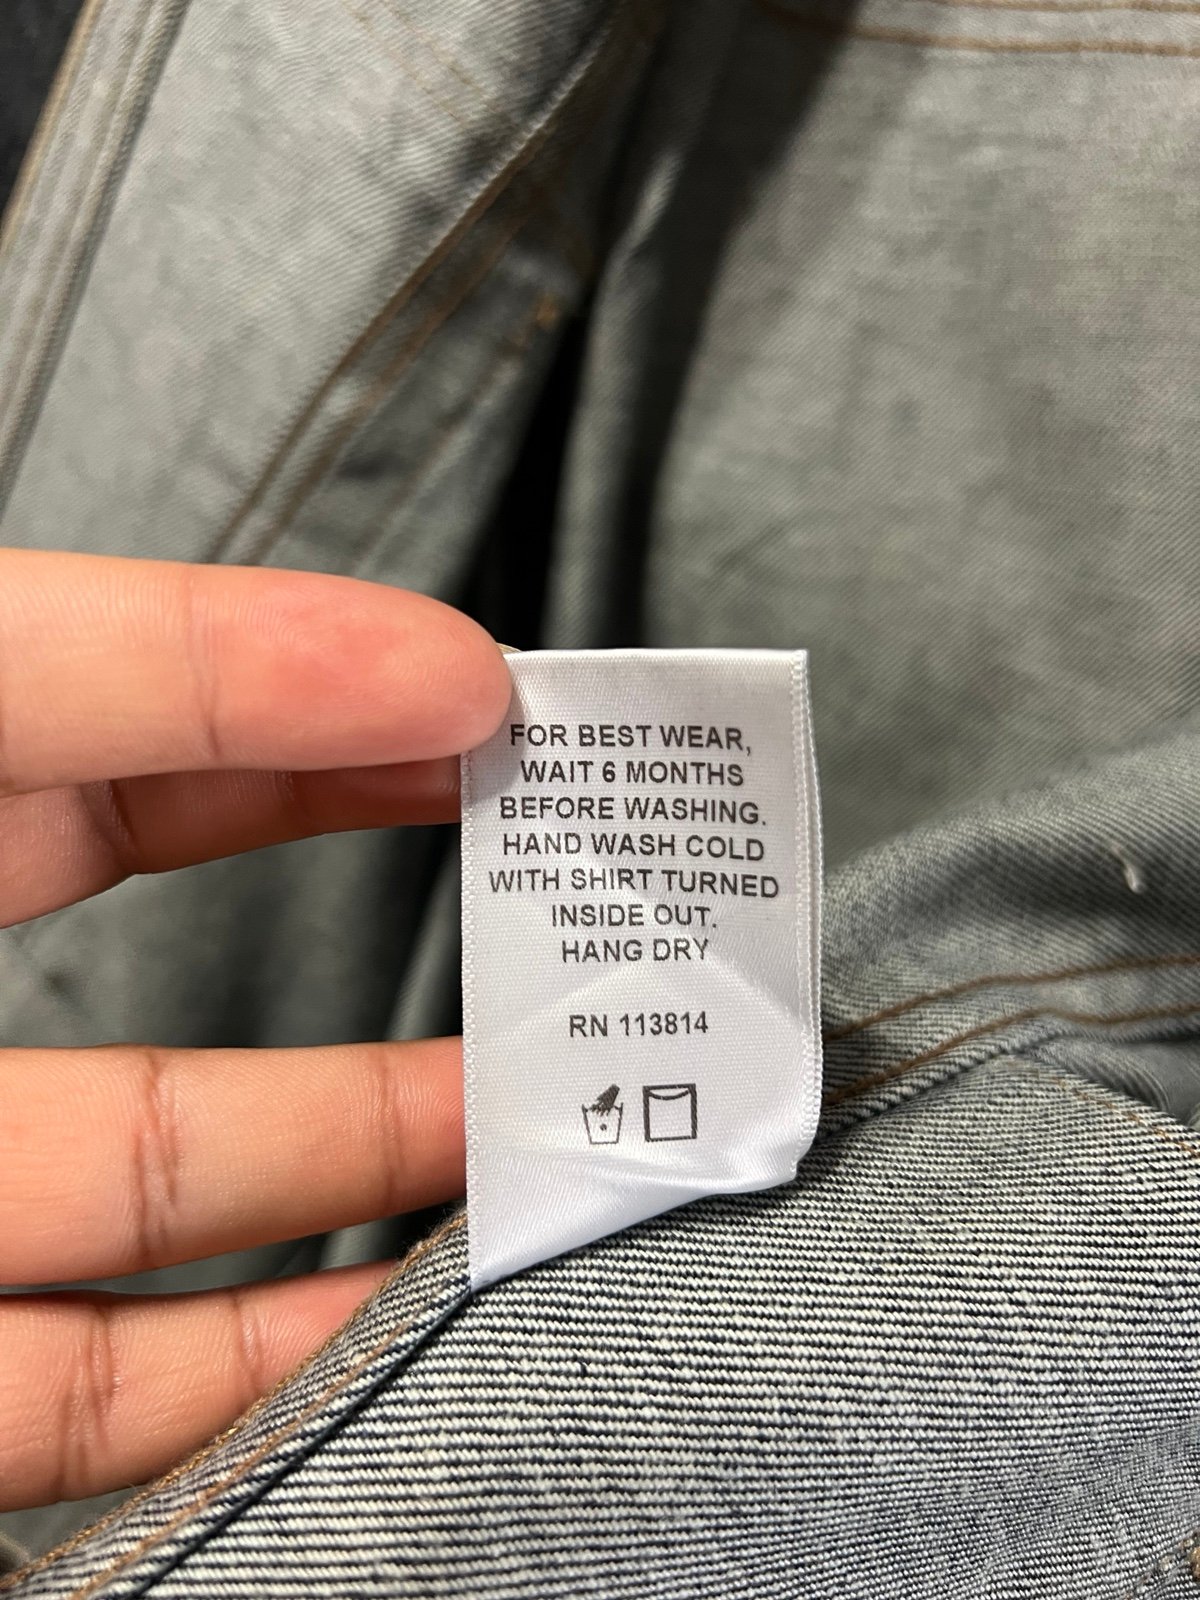 FOR BEST WEAR,
WAIT 6 MONTHS
BEFORE WASHING.
HAND WASH COLD
WITH SHIRT TURNED
INSIDE OUT.
HANG DRY
RN 113814